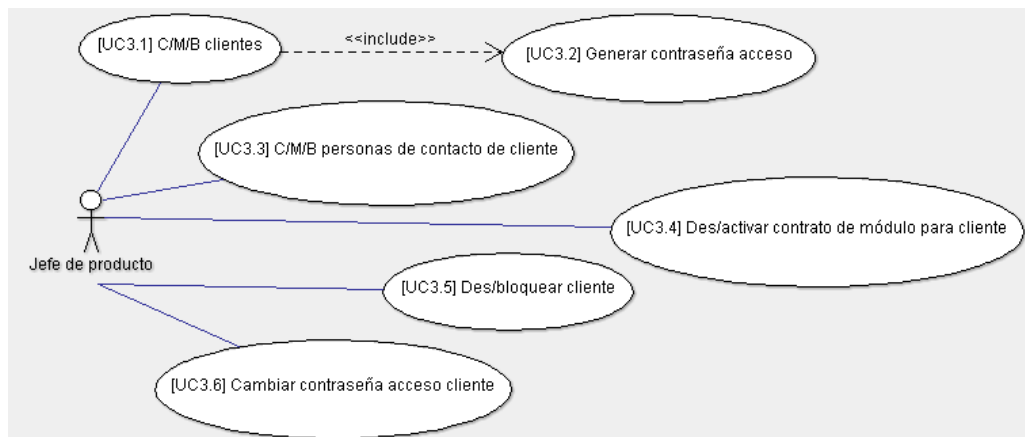 [UC3.1] C/M/B clientes
<<include>>
[UC3.2] Generar contraseña acceso
[UC3.3] C/M/B personas de contacto de cliente
[UC3.4] Des/activar contrato de módulo para cliente
Jefe de producto
[UC3.5] Des/bloquear cliente
[UC3.6] Cambiar contraseña acceso cliente